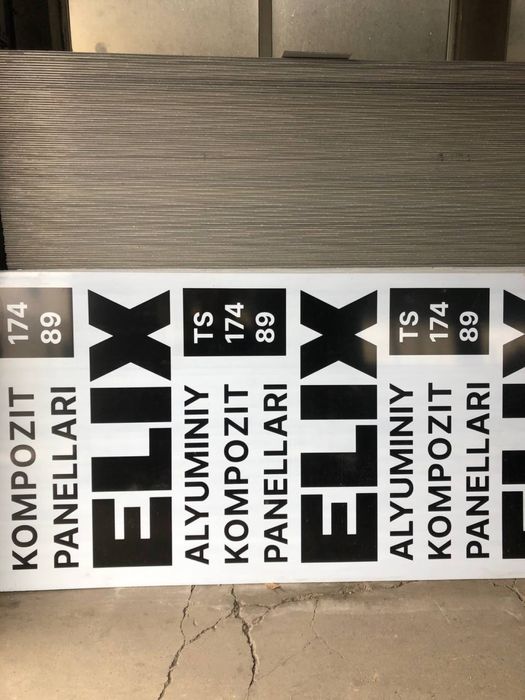 KOMPOZIT
PANELLARI
174
89
ELIX
ALYUMINIY
KOMPOZIT
PANELLARI
TS
174
89
ELIX
ALYUMINIY
KOMPOZIT
PANELLARI
TS
174
89